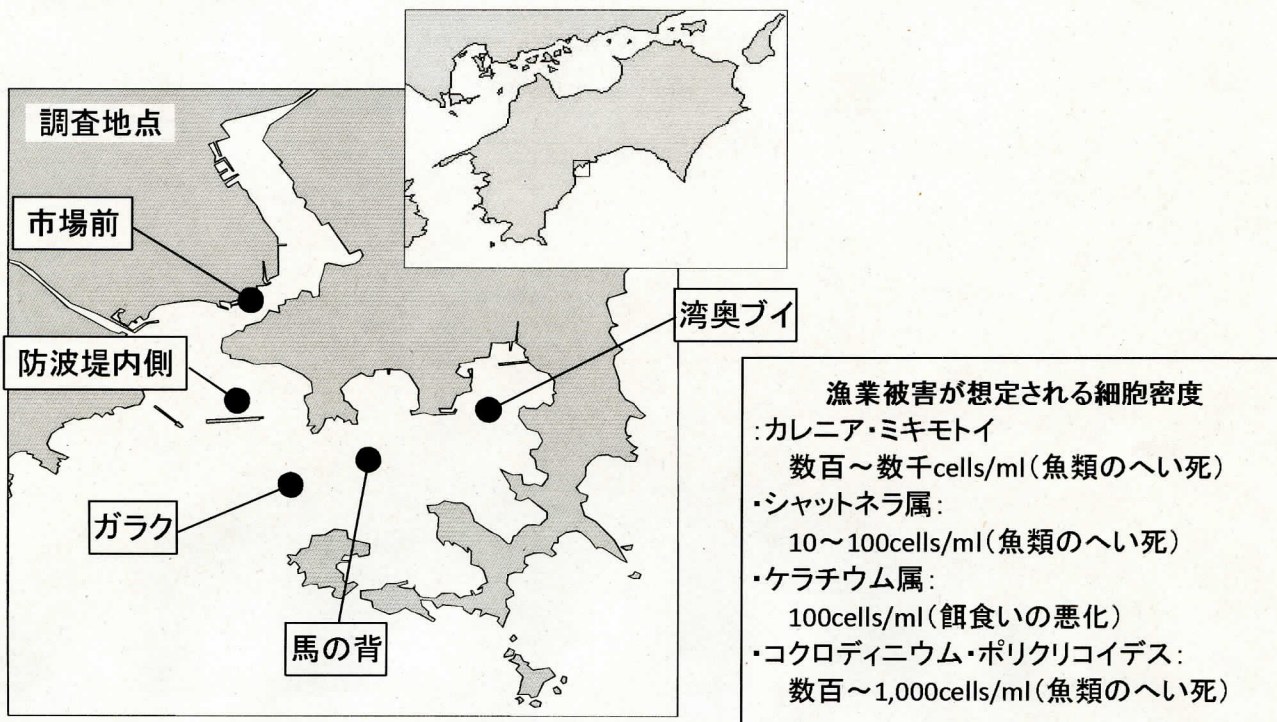 調査地点
市場前
防波堤内側
ガラク
馬の背
湾奥ブイ
漁業被害が想定される細胞密度
:カレニア・ミキモトイ
数百～数千cells/ml(魚類のへい死)
・シャットネラ属:
10～100cells/ml(魚類のへい死)
・ケラチウム属:
100cells/ml(餌食いの悪化)
・コクロディニウム・ポリクリコイデス:
数百～1,000cells/ml(魚類のへい死)